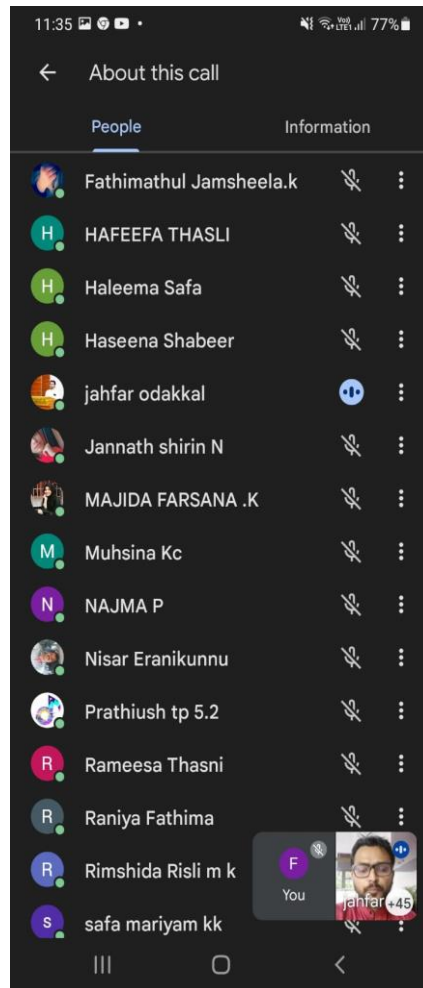 11:35 Vo)) LTE1 77%
About this call
People Information
Fathimathul Jamsheela.k
H HAFEEFA THASLI
H Haleema Safa
H Haseena Shabeer
jahfar odakkal
Jannath shirin N
MAJIDA FARSANA .K
M Muhsina Kc
N NAJMA P
Nisar Eranikunnu
Prathiush tp 5.2
R Rameesa Thasni
R Raniya Fathima
R Rimshida Risli m k
F
You jahfar +45
s safa mariyam kk